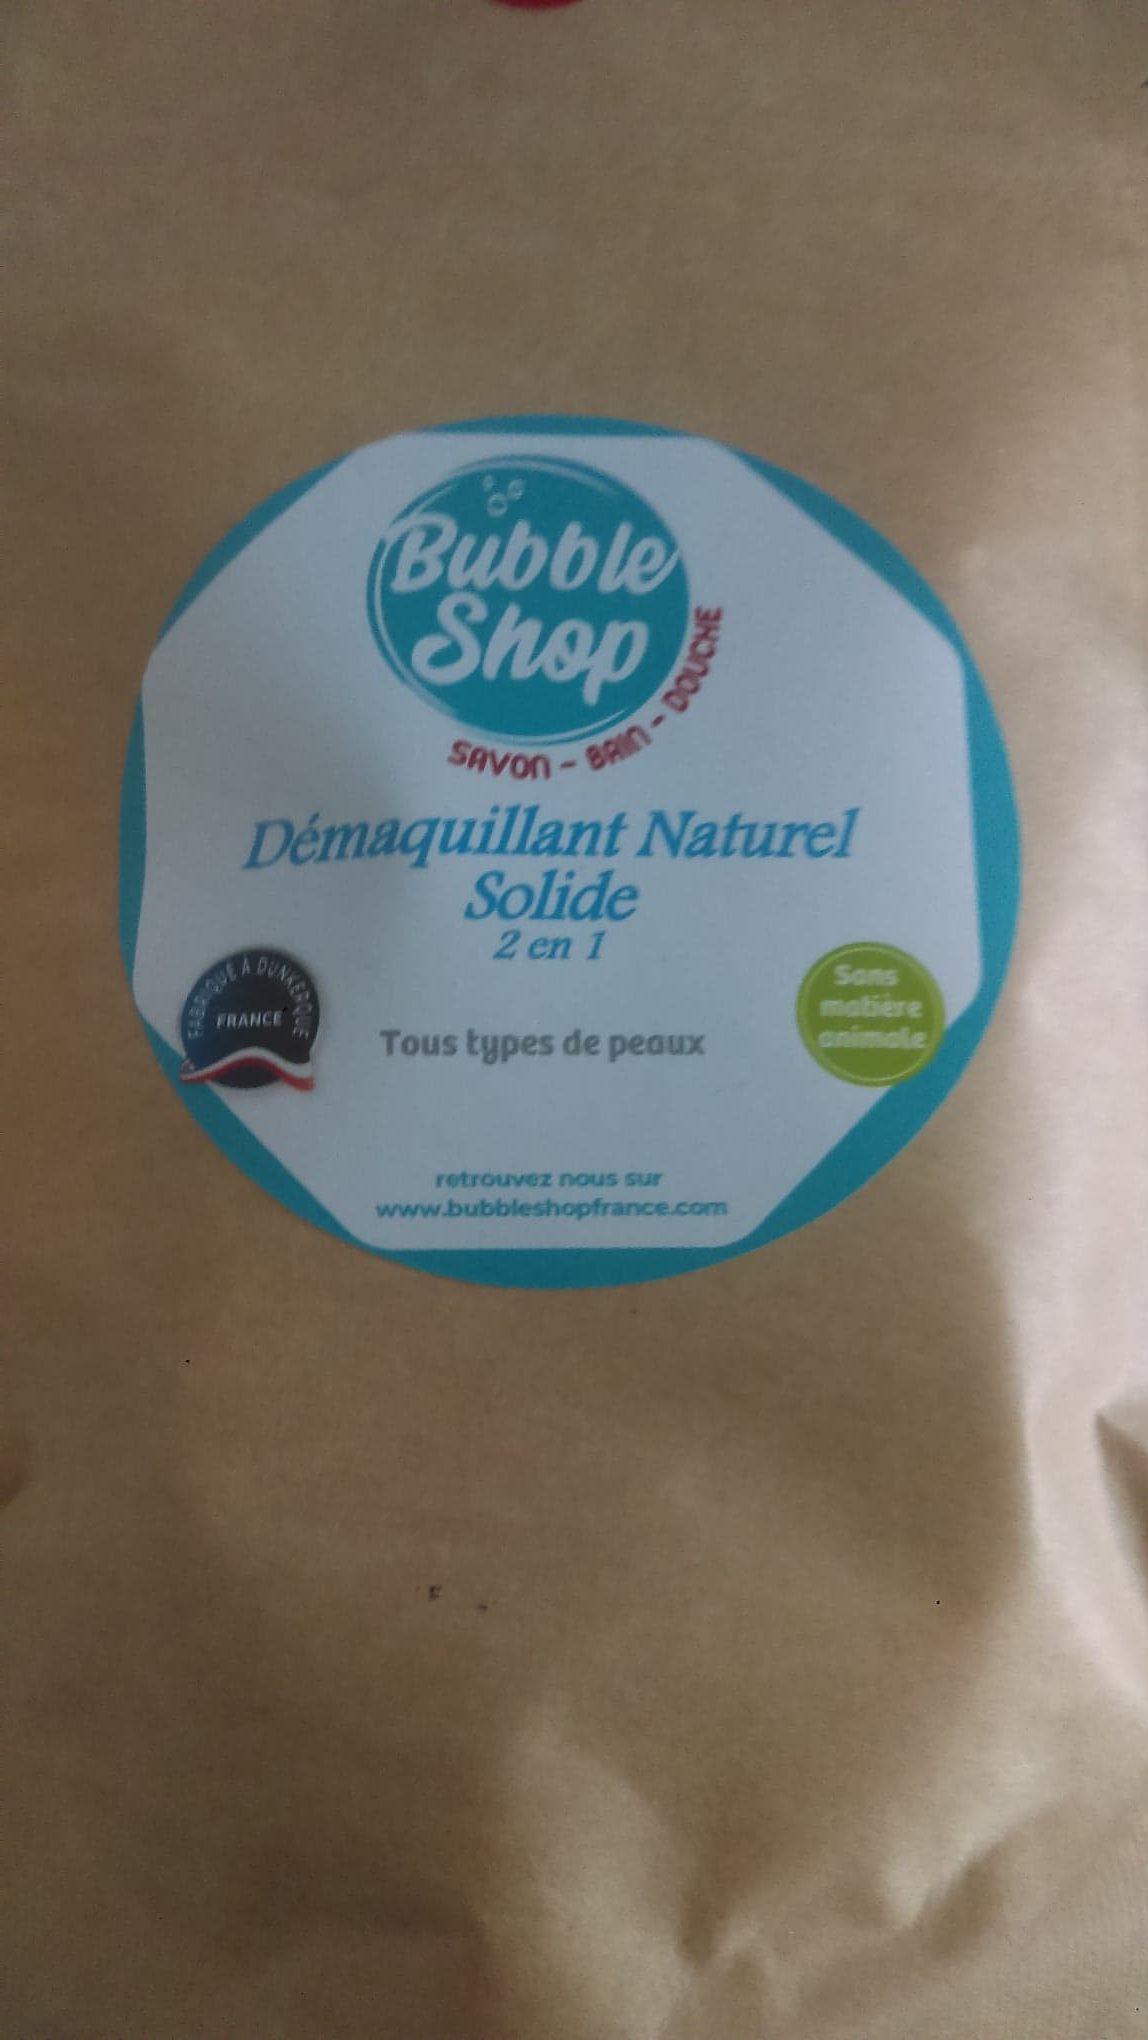 Bubble
Shop
SAVON - BAIN - DOUCHE
Démaquillant Naturel
Solide
2 en 1
FABRIQUÉ À DUNKERQUE
FRANCE
Tous types de peaux
Sans
matière
animale
retrouvez nous sur
www.bubbleshopfrance.com